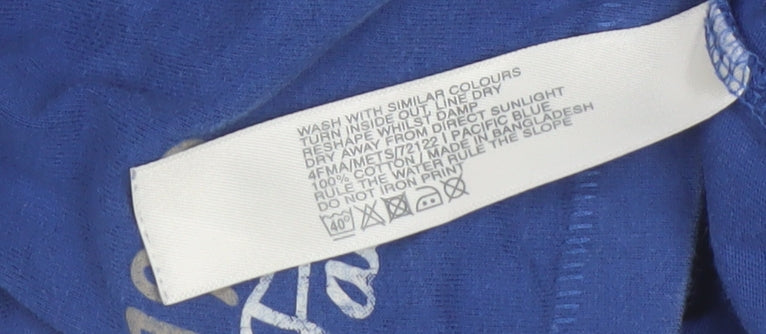 WASH WITH SIMILAR COLOURS
TURN INSIDE OUT, LINE DRY
RESHAPE WHILST DAMP
DRY AWAY FROM DIRECT SUNLIGHT
4FMA/METS/72122 | PACIFIC BLUE
100% COTTON | MADE IN BANGLADESH
RULE THE WATER RULE THE SLOPE
DO NOT IRON PRINT
40°